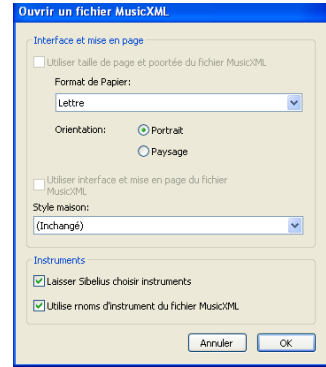 Ouvrir un fichier MusicXML
Interface et mise en page
Utiliser taille de page et poortée du fichier MusicXML
Format de Papier:
Lettre
Orientation:
Portrait
Paysage
Utiliser interface et mise en page du fichier
MusicXML
Style maison:
(Inchangé)
Instruments
Laisser Sibelius choisir instruments
Utilise rnoms d'instrument du fichier MusicXML
Annuler
OK